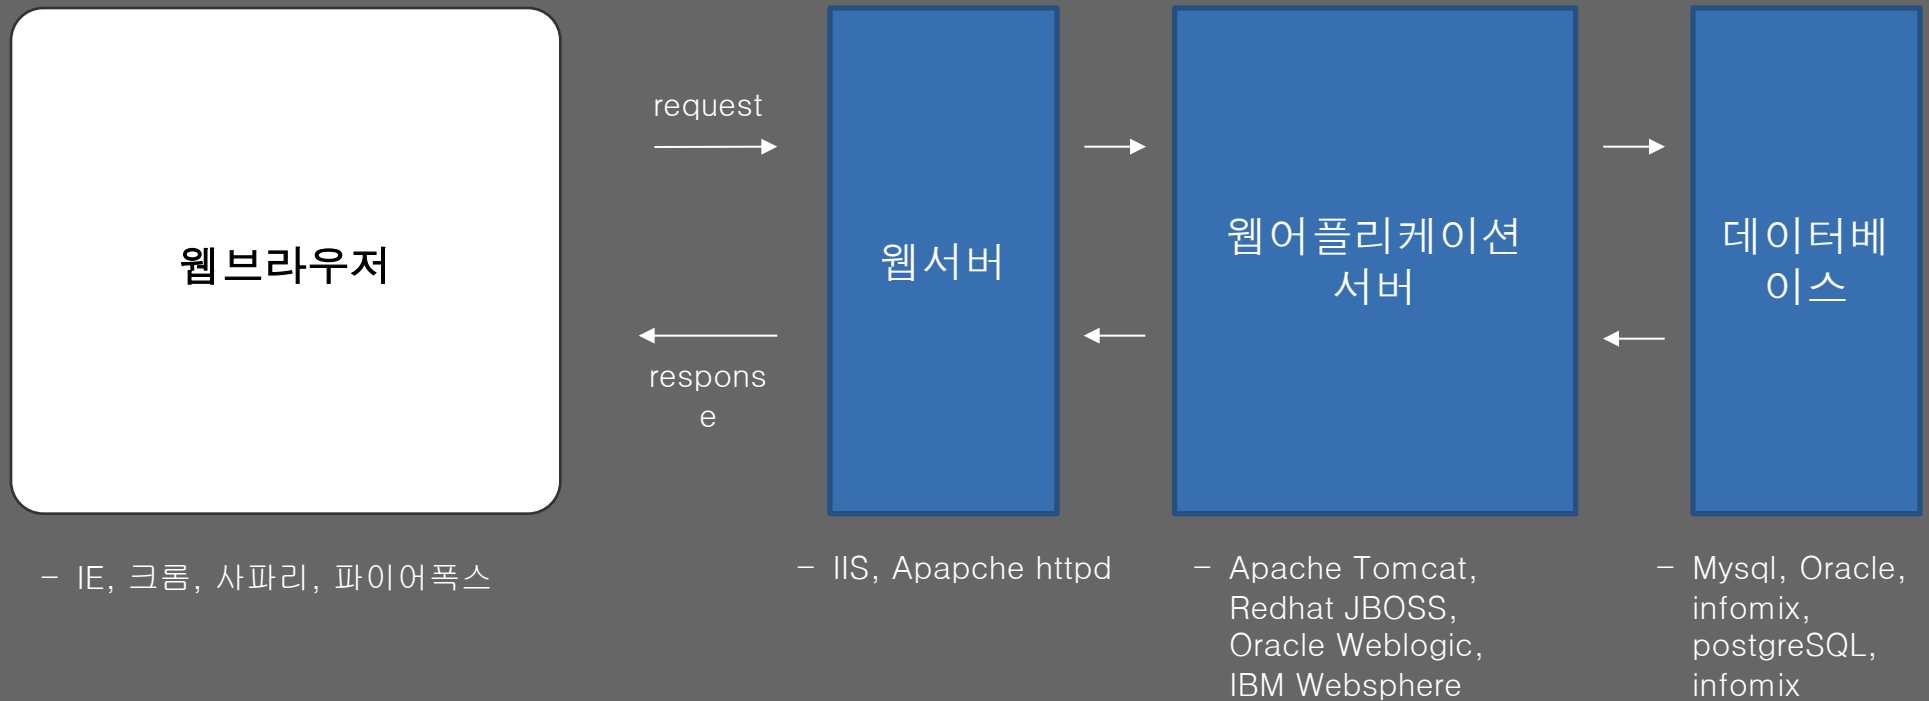 웹브라우저
request
respons
e
웹서버
웹어플리케이션
서버
데이터베
이스
- IE, 크롬, 사파리, 파이어폭스
- IIS, Apapche httpd
- Apache Tomcat,
Redhat JBOSS,
Oracle Weblogic,
IBM Websphere
- Mysql, Oracle,
infomix,
postgreSQL,
infomix